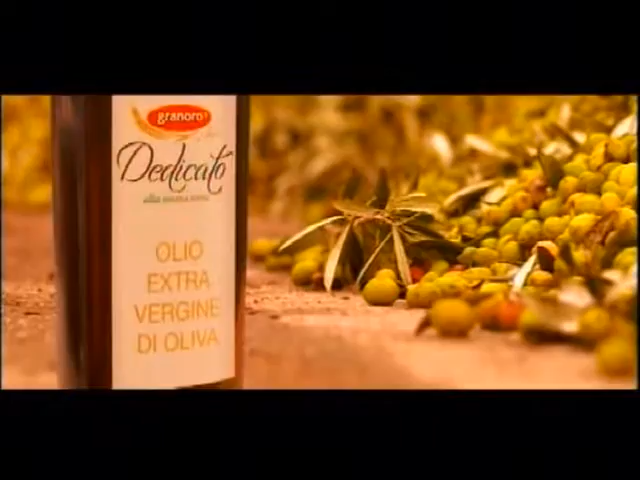 granoro
Dedicato
OLIO
EXTRA
VERGINE
DI OLIVA